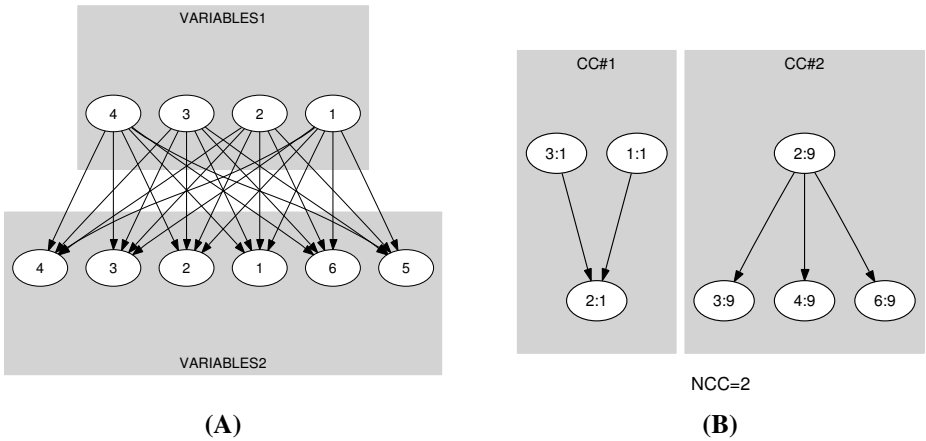 VARIABLES1
4 3 2 1
4 3 2 1 6 5
VARIABLES2
(A)
CC#1 CC#2
3:1 1:1 2:9
2:1 3:9 4:9 6:9
NCC=2
(B)